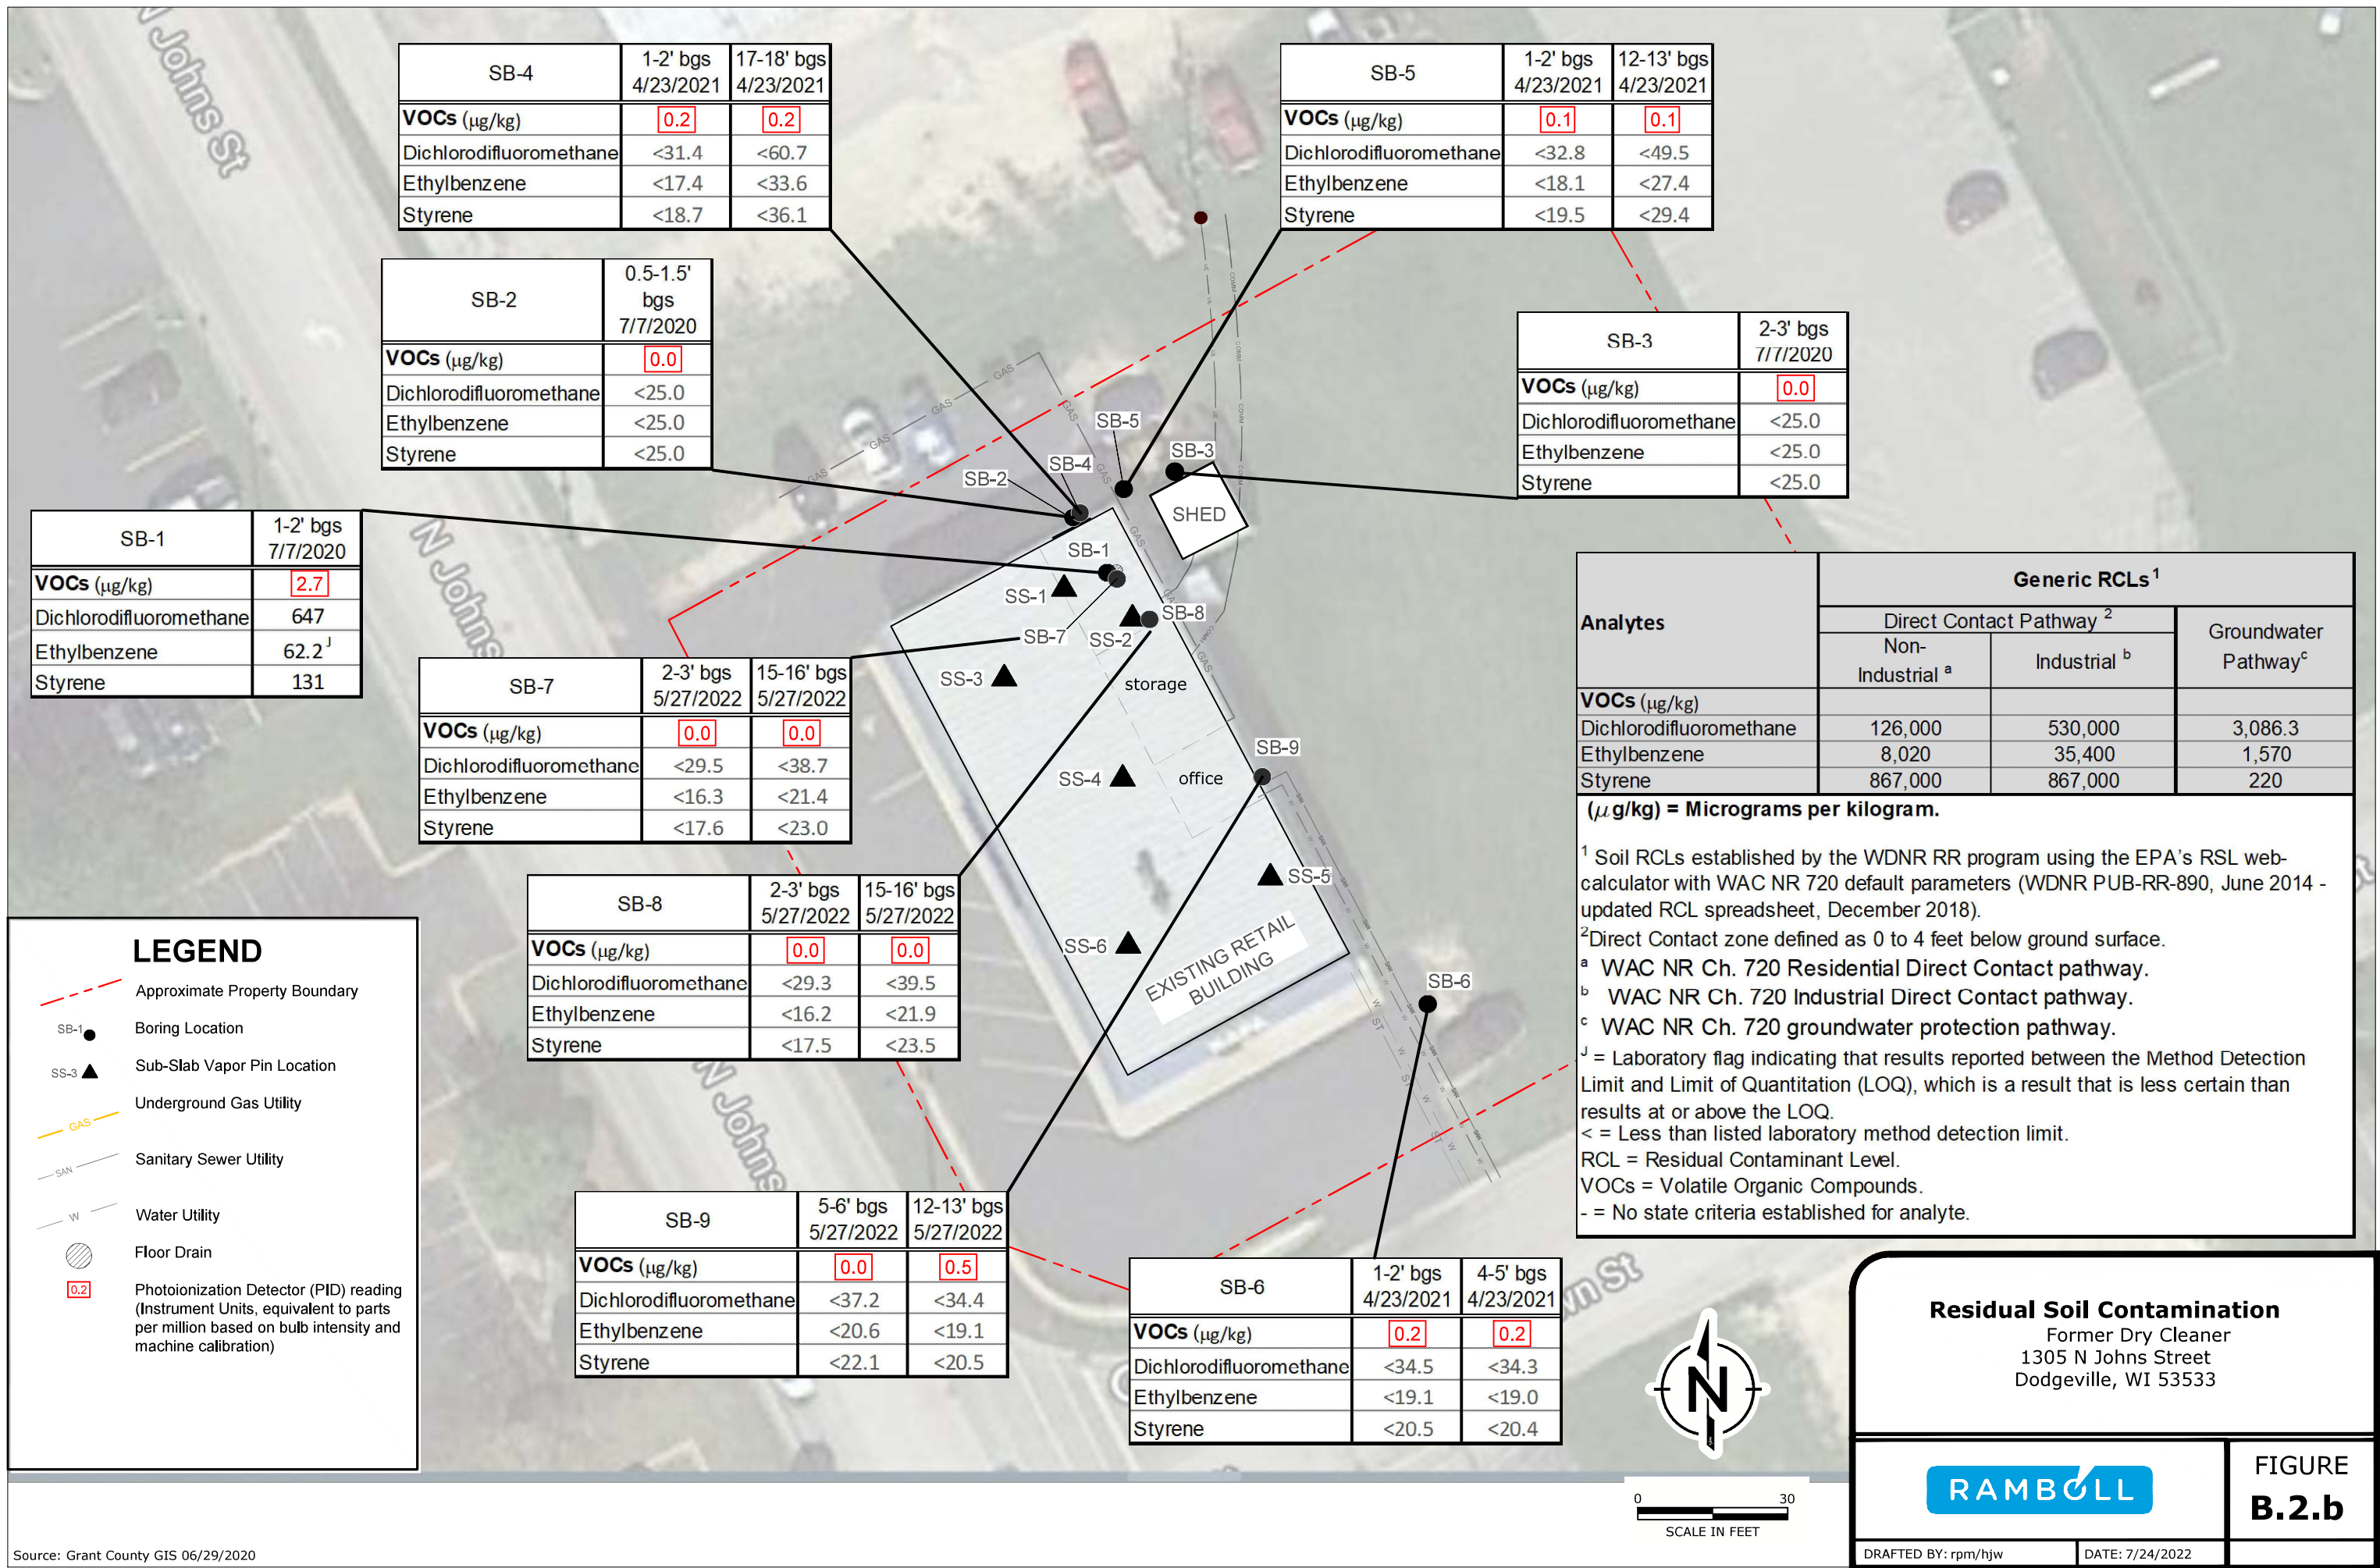 N Johns St
SB-4 1-2' bgs 4/23/2021 17-18' bgs 4/23/2021
VOCs (µg/kg) 0.2 0.2
Dichlorodifluoromethane <31.4 <60.7
Ethylbenzene <17.4 <33.6
Styrene <18.7 <36.1
SB-5 1-2' bgs 4/23/2021 12-13' bgs 4/23/2021
VOCs (µg/kg) 0.1 0.1
Dichlorodifluoromethane <32.8 <49.5
Ethylbenzene <18.1 <27.4
Styrene <19.5 <29.4
SB-2 0.5-1.5' bgs 7/7/2020
VOCs (µg/kg) 0.0
Dichlorodifluoromethane <25.0
Ethylbenzene <25.0
Styrene <25.0
SB-3 2-3' bgs 7/7/2020
VOCs (µg/kg) 0.0
Dichlorodifluoromethane <25.0
Ethylbenzene <25.0
Styrene <25.0
SB-1 1-2' bgs 7/7/2020
VOCs (µg/kg) 2.7
Dichlorodifluoromethane 647
Ethylbenzene 62.2 J
Styrene 131
SB-7 2-3' bgs 5/27/2022 15-16' bgs 5/27/2022
VOCs (µg/kg) 0.0 0.0
Dichlorodifluoromethane <29.5 <38.7
Ethylbenzene <16.3 <21.4
Styrene <17.6 <23.0
SB-8 2-3' bgs 5/27/2022 15-16' bgs 5/27/2022
VOCs (µg/kg) 0.0 0.0
Dichlorodifluoromethane <29.3 <39.5
Ethylbenzene <16.2 <21.9
Styrene <17.5 <23.5
SB-9 5-6' bgs 5/27/2022 12-13' bgs 5/27/2022
VOCs (µg/kg) 0.0 0.5
Dichlorodifluoromethane <37.2 <34.4
Ethylbenzene <20.6 <19.1
Styrene <22.1 <20.5
SB-6 1-2' bgs 4/23/2021 4-5' bgs 4/23/2021
VOCs (µg/kg) 0.2 0.2
Dichlorodifluoromethane <34.5 <34.3
Ethylbenzene <19.1 <19.0
Styrene <20.5 <20.4
GAS GAS GAS GAS
GAS GAS GAS GAS GAS
COMM COMM COMM COMM COMM
SB-5
SB-3
SB-4
SB-2
SHED
SB-1
SS-1
SB-8
SB-7
SS-2
SS-3
storage
SB-9
SS-4
office
SS-5
SS-6
EXISTING RETAIL
BUILDING
SB-6
W ST W ST W ST W
N Johns
N Johns
wn St
Analytes Generic RCLs 1
Direct Contact Pathway 2 Groundwater Pathway c
Non-Industrial a Industrial b
VOCs (µg/kg)
Dichlorodifluoromethane 126,000 530,000 3,086.3
Ethylbenzene 8,020 35,400 1,570
Styrene 867,000 867,000 220
(µg/kg) = Micrograms per kilogram.
1 Soil RCLs established by the WDNR RR program using the EPA's RSL web-
calculator with WAC NR 720 default parameters (WDNR PUB-RR-890, June 2014 -
updated RCL spreadsheet, December 2018).
2Direct Contact zone defined as 0 to 4 feet below ground surface.
a WAC NR Ch. 720 Residential Direct Contact pathway.
b WAC NR Ch. 720 Industrial Direct Contact pathway.
c WAC NR Ch. 720 groundwater protection pathway.
J = Laboratory flag indicating that results reported between the Method Detection
Limit and Limit of Quantitation (LOQ), which is a result that is less certain than
results at or above the LOQ.
< = Less than listed laboratory method detection limit.
RCL = Residual Contaminant Level.
VOCs = Volatile Organic Compounds.
- = No state criteria established for analyte.
LEGEND
Approximate Property Boundary
SB-1 Boring Location
SS-3 Sub-Slab Vapor Pin Location
GAS Underground Gas Utility
SAN Sanitary Sewer Utility
W Water Utility
Floor Drain
0.2 Photoionization Detector (PID) reading
(Instrument Units, equivalent to parts
per million based on bulb intensity and
machine calibration)
N
0 30
SCALE IN FEET
Residual Soil Contamination
Former Dry Cleaner
1305 N Johns Street
Dodgeville, WI 53533
RAMBOLL
FIGURE
B.2.b
DRAFTED BY: rpm/hjw DATE: 7/24/2022
Source: Grant County GIS 06/29/2020